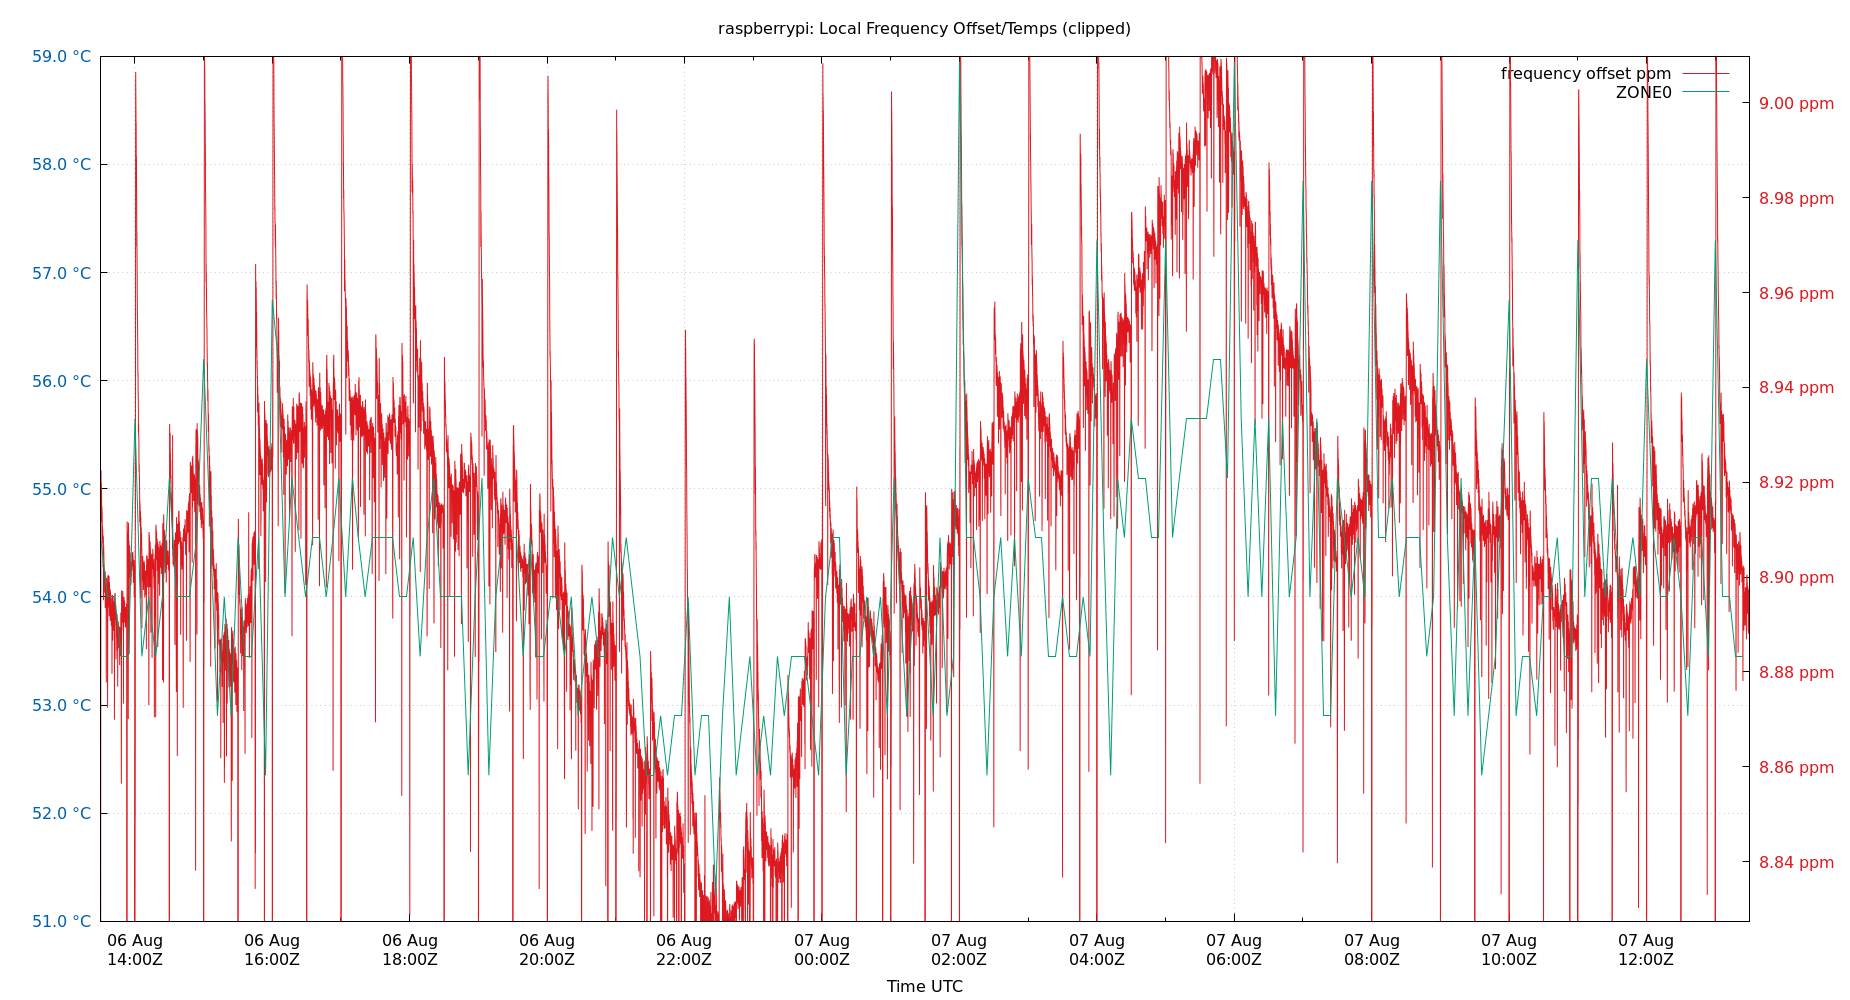 raspberrypi: Local Frequency Offset/Temps (clipped)
frequency offset ppm
ZONE0
59.0 °C
58.0 °C
57.0 °C
56.0 °C
55.0 °C
54.0 °C
53.0 °C
52.0 °C
51.0 °C
9.00 ppm
8.98 ppm
8.96 ppm
8.94 ppm
8.92 ppm
8.90 ppm
8.88 ppm
8.86 ppm
8.84 ppm
06 Aug 06 Aug 06 Aug 06 Aug 06 Aug 07 Aug 07 Aug 07 Aug 07 Aug 07 Aug 07 Aug 07 Aug
14:00Z 16:00Z 18:00Z 20:00Z 22:00Z 00:00Z 02:00Z 04:00Z 06:00Z 08:00Z 10:00Z 12:00Z
Time UTC